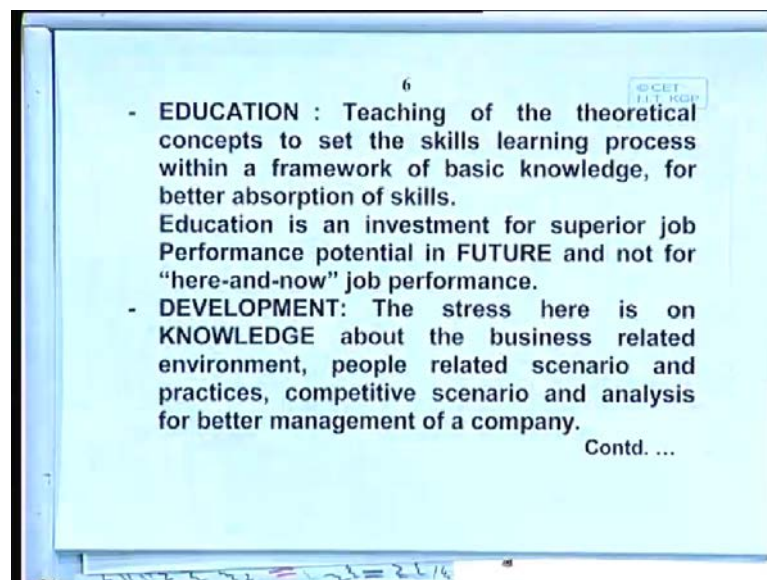 6
© CET
I.I.T. KGP
- EDUCATION : Teaching of the theoretical
concepts to set the skills learning process
within a framework of basic knowledge, for
better absorption of skills.
Education is an investment for superior job
Performance potential in FUTURE and not for
“here-and-now” job performance.
- DEVELOPMENT: The stress here is on
KNOWLEDGE about the business related
environment, people related scenario and
practices, competitive scenario and analysis
for better management of a company.
Contd. ...